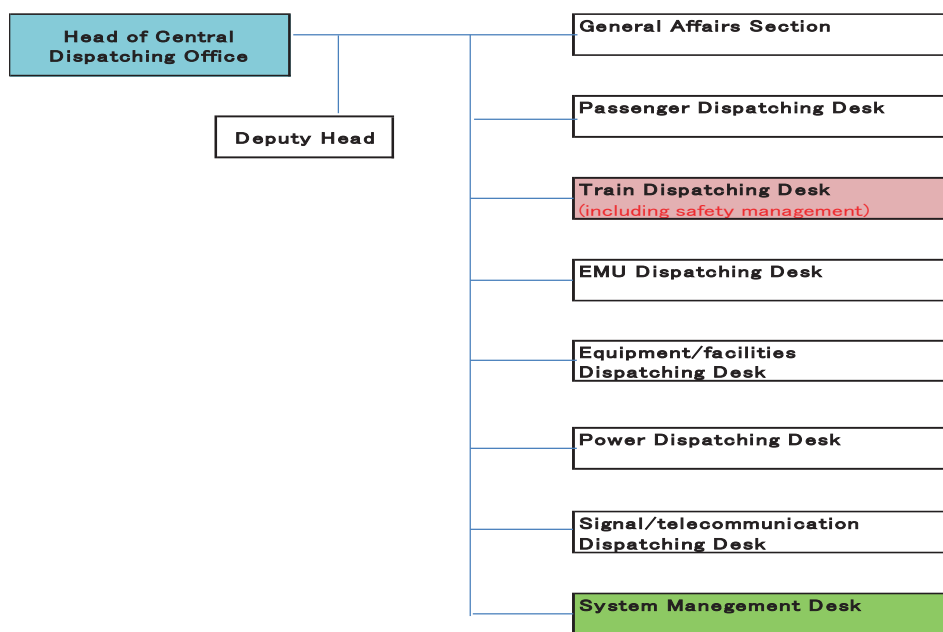 Head of Central
Dispatching Office
Deputy Head
General Affairs Section
Passenger Dispatching Desk
Train Dispatching Desk
(including safety management)
EMU Dispatching Desk
Equipment/facilities
Dispatching Desk
Power Dispatching Desk
Signal/telecommunication
Dispatching Desk
System Manegement Desk